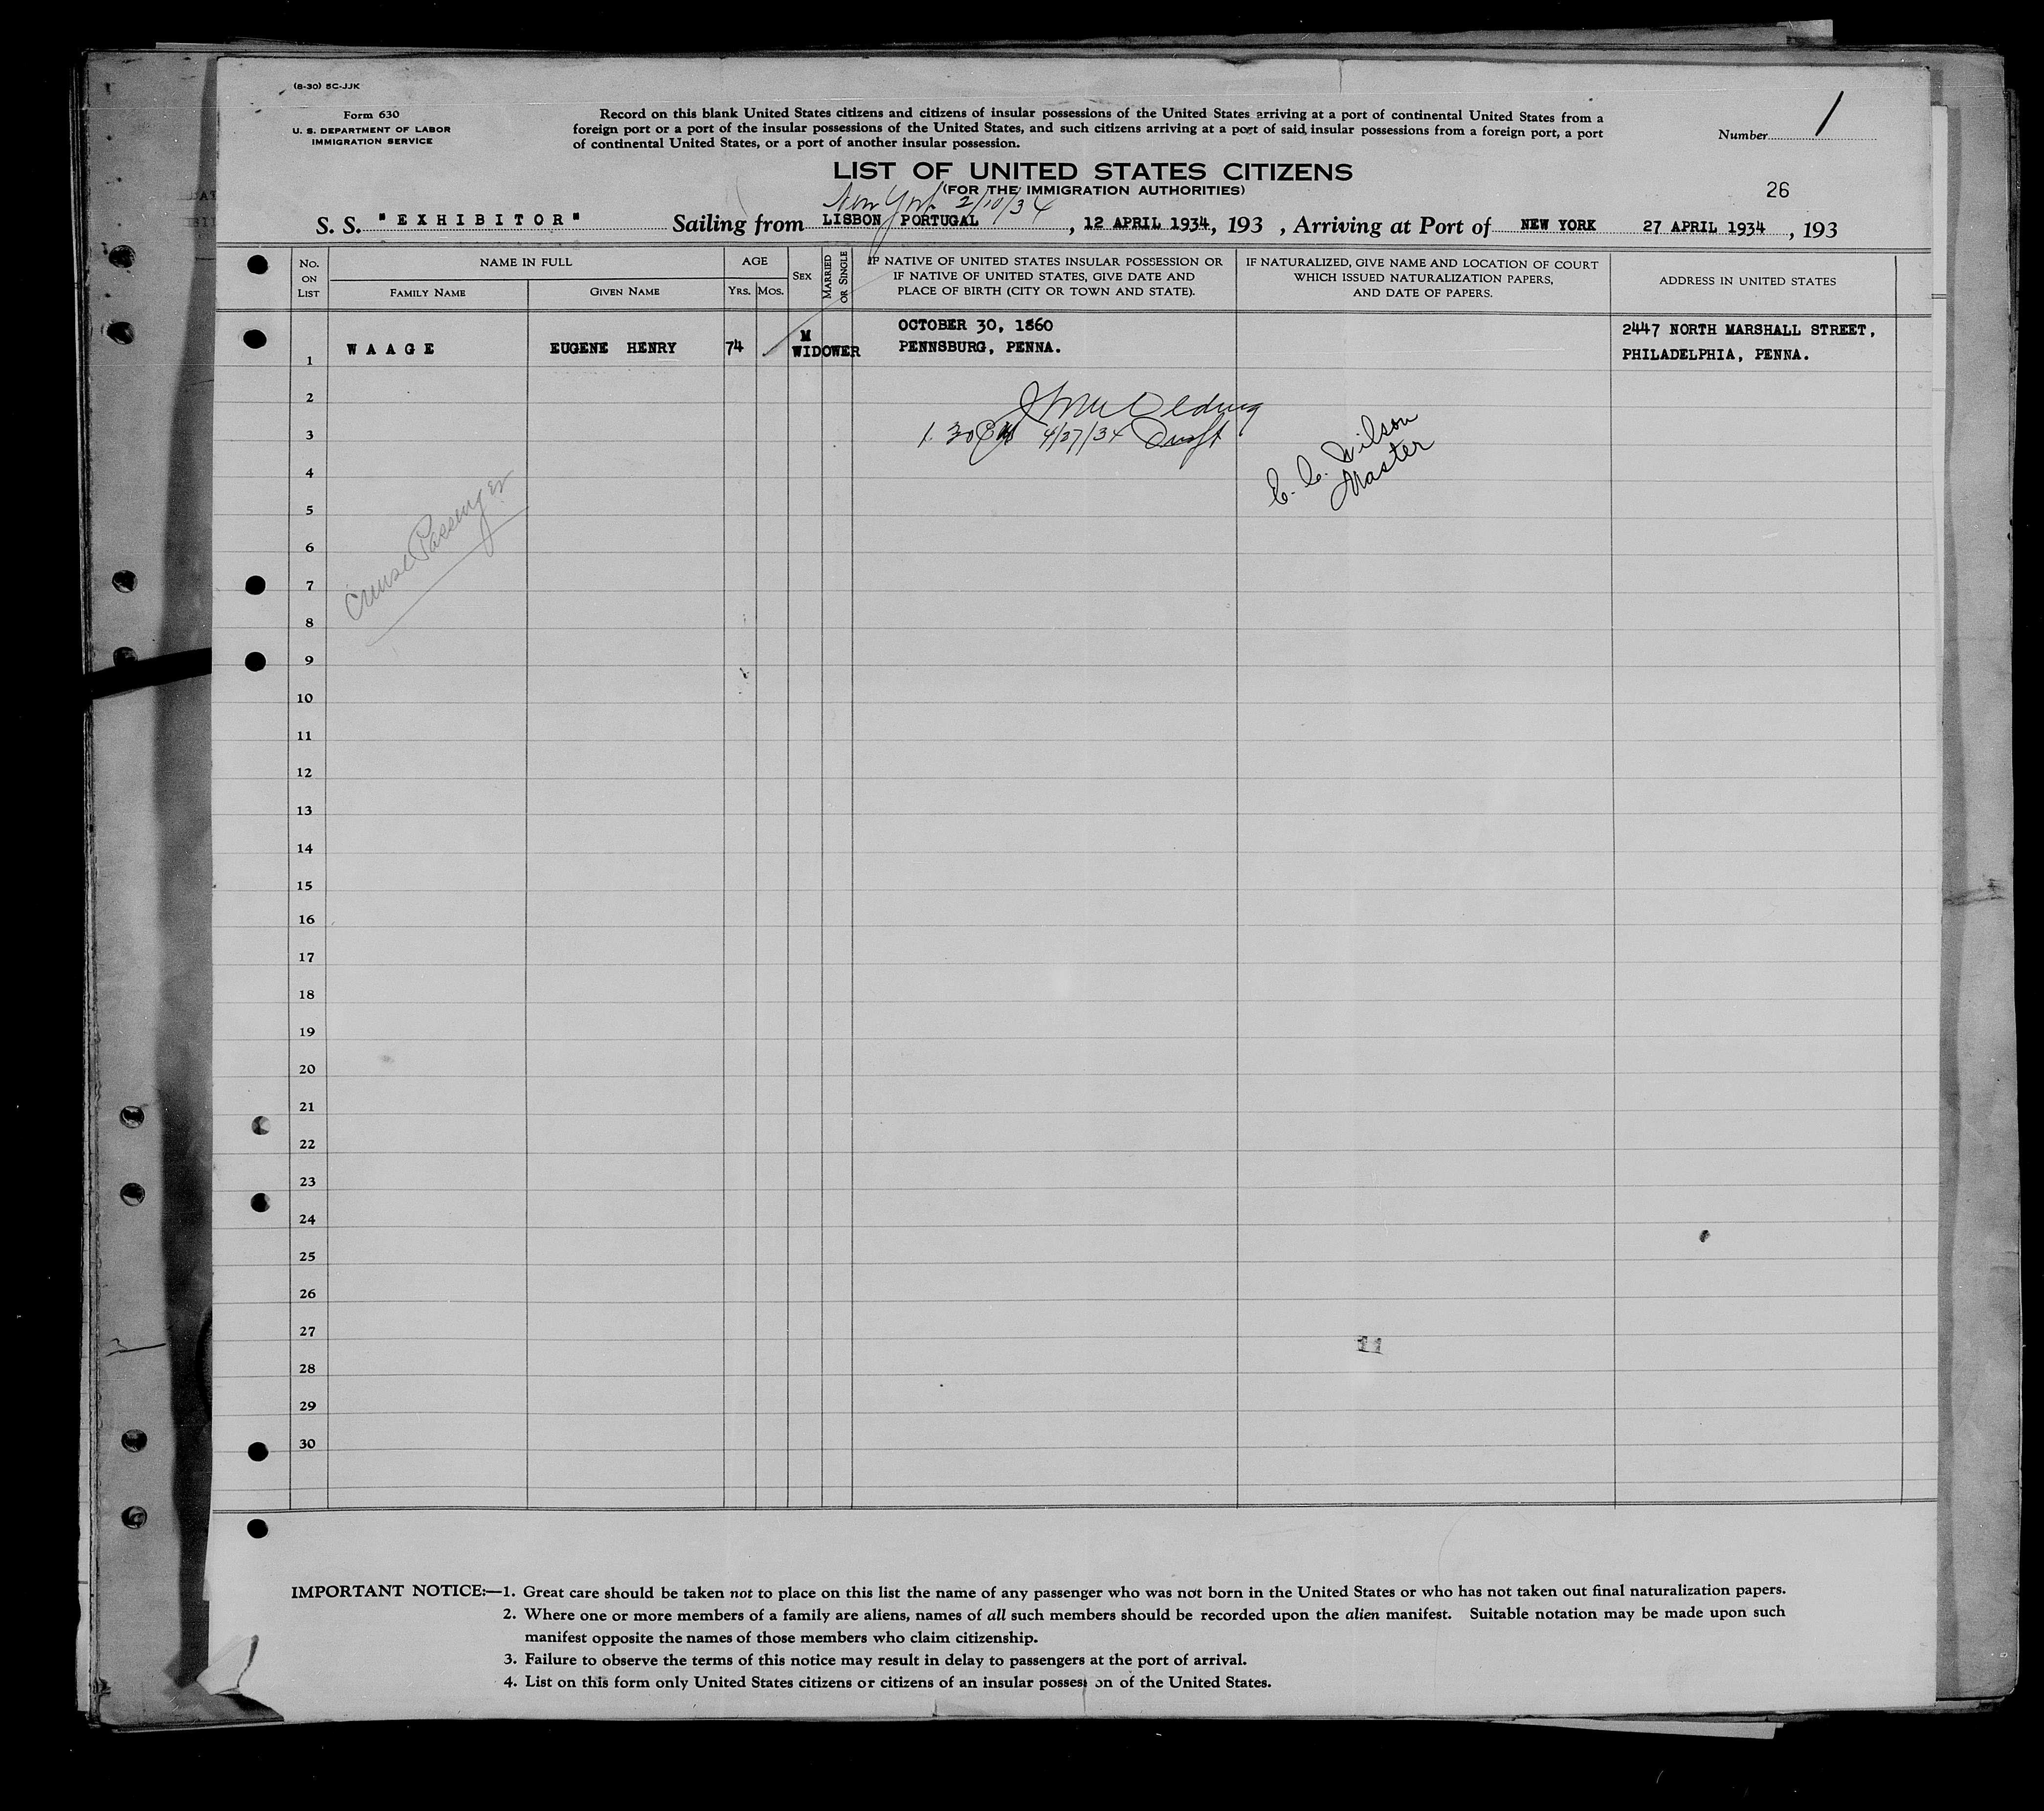 (8-30) 5C-JJK
Form 630
U. S. DEPARTMENT OF LABOR
IMMIGRATION SERVICE
Record on this blank United States citizens and citizens of insular possessions of the United States arriving at a port of continental United States from a
foreign port or a port of the insular possessions of the United States, and such citizens arriving at a port of said insular possessions from a foreign port, a port
of continental United States, or a port of another insular possession.
Number 1
LIST OF UNITED STATES CITIZENS
(FOR THE IMMIGRATION AUTHORITIES)
26
New York 2/10/34
S. S. "EXHIBITOR" Sailing from LISBON PORTUGAL, 12 APRIL 1934, 193 , Arriving at Port of NEW YORK 27 APRIL 1934, 193
No. ON LIST
NAME IN FULL
FAMILY NAME
GIVEN NAME
AGE
YRS. MOS.
SEX
MARRIED OR SINGLE
IF NATIVE OF UNITED STATES INSULAR POSSESSION OR
IF NATIVE OF UNITED STATES, GIVE DATE AND
PLACE OF BIRTH (CITY OR TOWN AND STATE).
IF NATURALIZED, GIVE NAME AND LOCATION OF COURT
WHICH ISSUED NATURALIZATION PAPERS,
AND DATE OF PAPERS.
ADDRESS IN UNITED STATES
1 WAAGE EUGENE HENRY 74 M WIDOWER
OCTOBER 30, 1860
PENNSBURG, PENNA.
2447 NORTH MARSHALL STREET,
PHILADELPHIA, PENNA.
2
3
1.30 PM 4/27/34
C. C. Wilson
Master
4
5
Cruise Passenger
6
7
8
9
10
11
12
13
14
15
16
17
18
19
20
21
22
23
24
25
26
27
11
28
29
30
IMPORTANT NOTICE:—1. Great care should be taken not to place on this list the name of any passenger who was not born in the United States or who has not taken out final naturalization papers.
2. Where one or more members of a family are aliens, names of all such members should be recorded upon the alien manifest. Suitable notation may be made upon such
manifest opposite the names of those members who claim citizenship.
3. Failure to observe the terms of this notice may result in delay to passengers at the port of arrival.
4. List on this form only United States citizens or citizens of an insular possession of the United States.